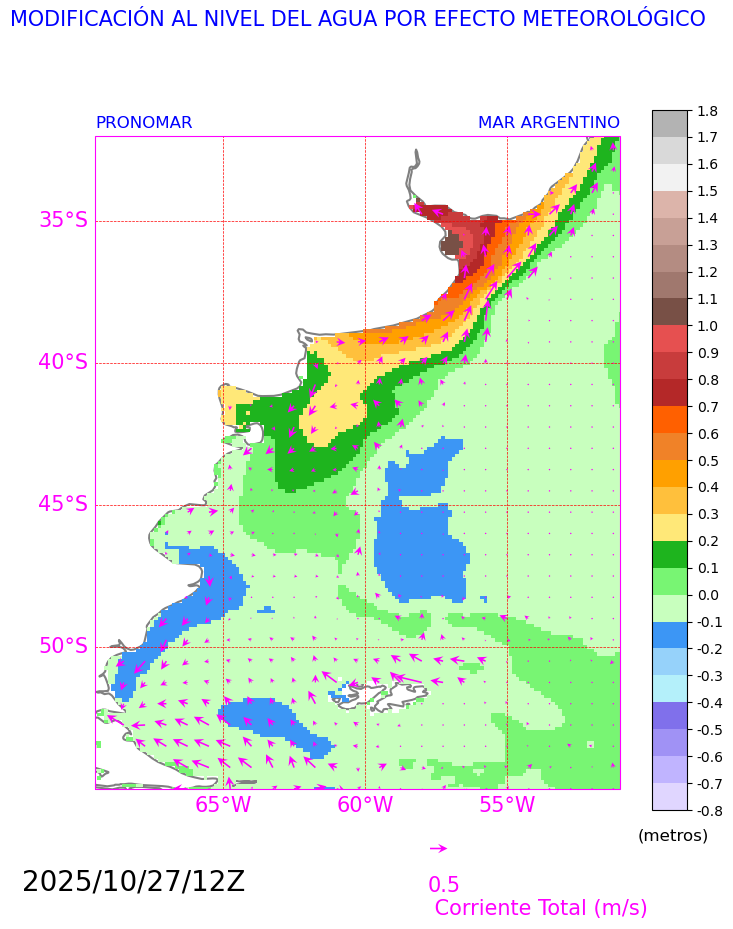 MODIFICACIÓN AL NIVEL DEL AGUA POR EFECTO METEOROLÓGICO
PRONOMAR
MAR ARGENTINO
35°S
40°S
45°S
50°S
65°W
60°W
55°W
1.8
1.7
1.6
1.5
1.4
1.3
1.2
1.1
1.0
0.9
0.8
0.7
0.6
0.5
0.4
0.3
0.2
0.1
0.0
-0.1
-0.2
-0.3
-0.4
-0.5
-0.6
-0.7
-0.8
(metros)
2025/10/27/12Z
0.5
Corriente Total (m/s)